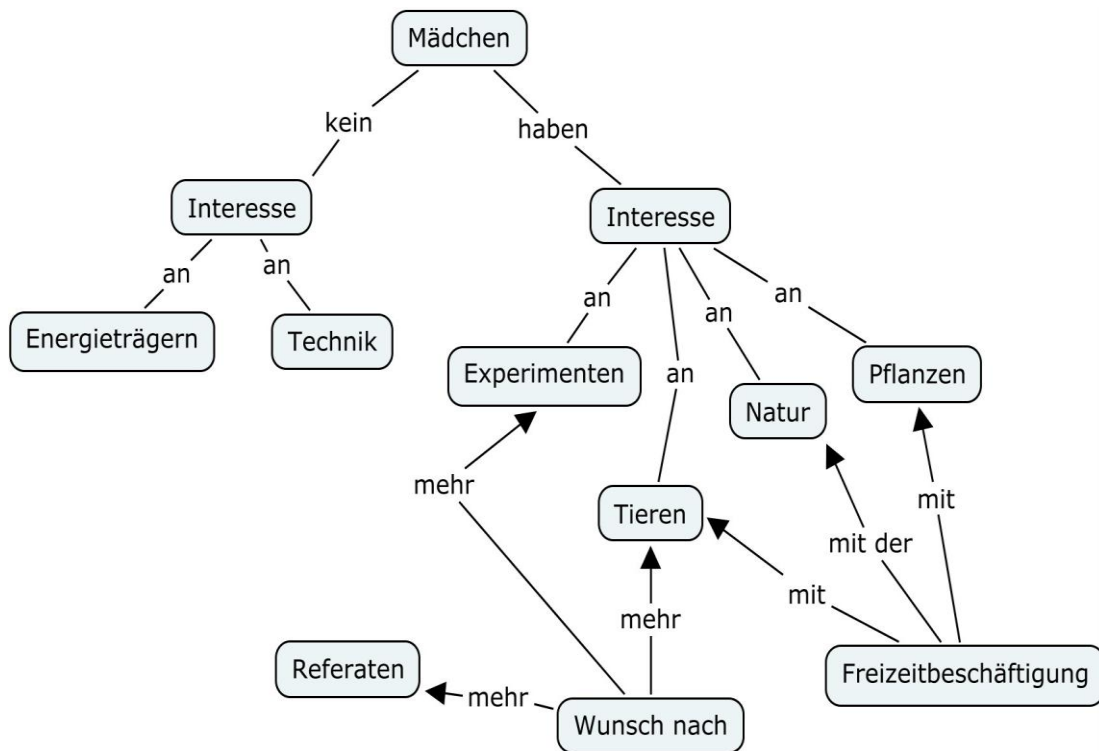 Mädchen
kein
haben
Interesse
Interesse
an
an
an
an
an
an
Energieträgern
Technik
Experimenten
Natur
Pflanzen
mehr
Tieren
mit
mit der
mehr
mit
Referaten
mehr
Wunsch nach
Freizeitbeschäftigung